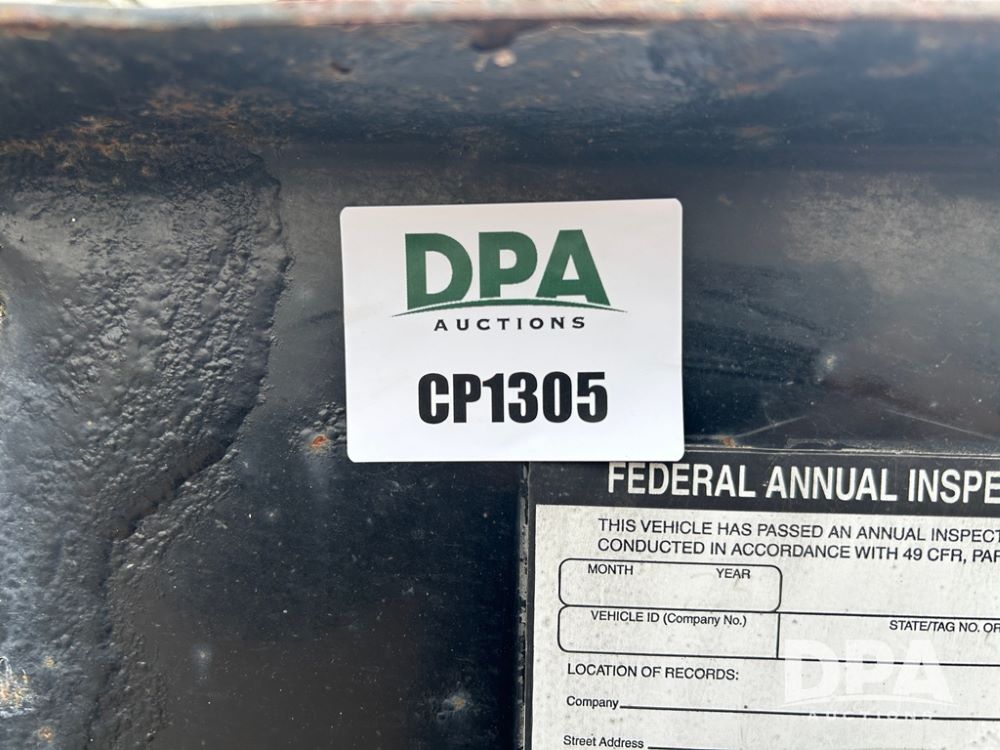 DPA
AUCTIONS
CP1305
FEDERAL ANNUAL INSPE
THIS VEHICLE HAS PASSED AN ANNUAL INSPECT
CONDUCTED IN ACCORDANCE WITH 49 CFR, PAR
MONTH YEAR
VEHICLE ID (Company No.)
STATE/TAG NO. OR
LOCATION OF RECORDS:
Company
Street Address
DPA
AUCTIONS